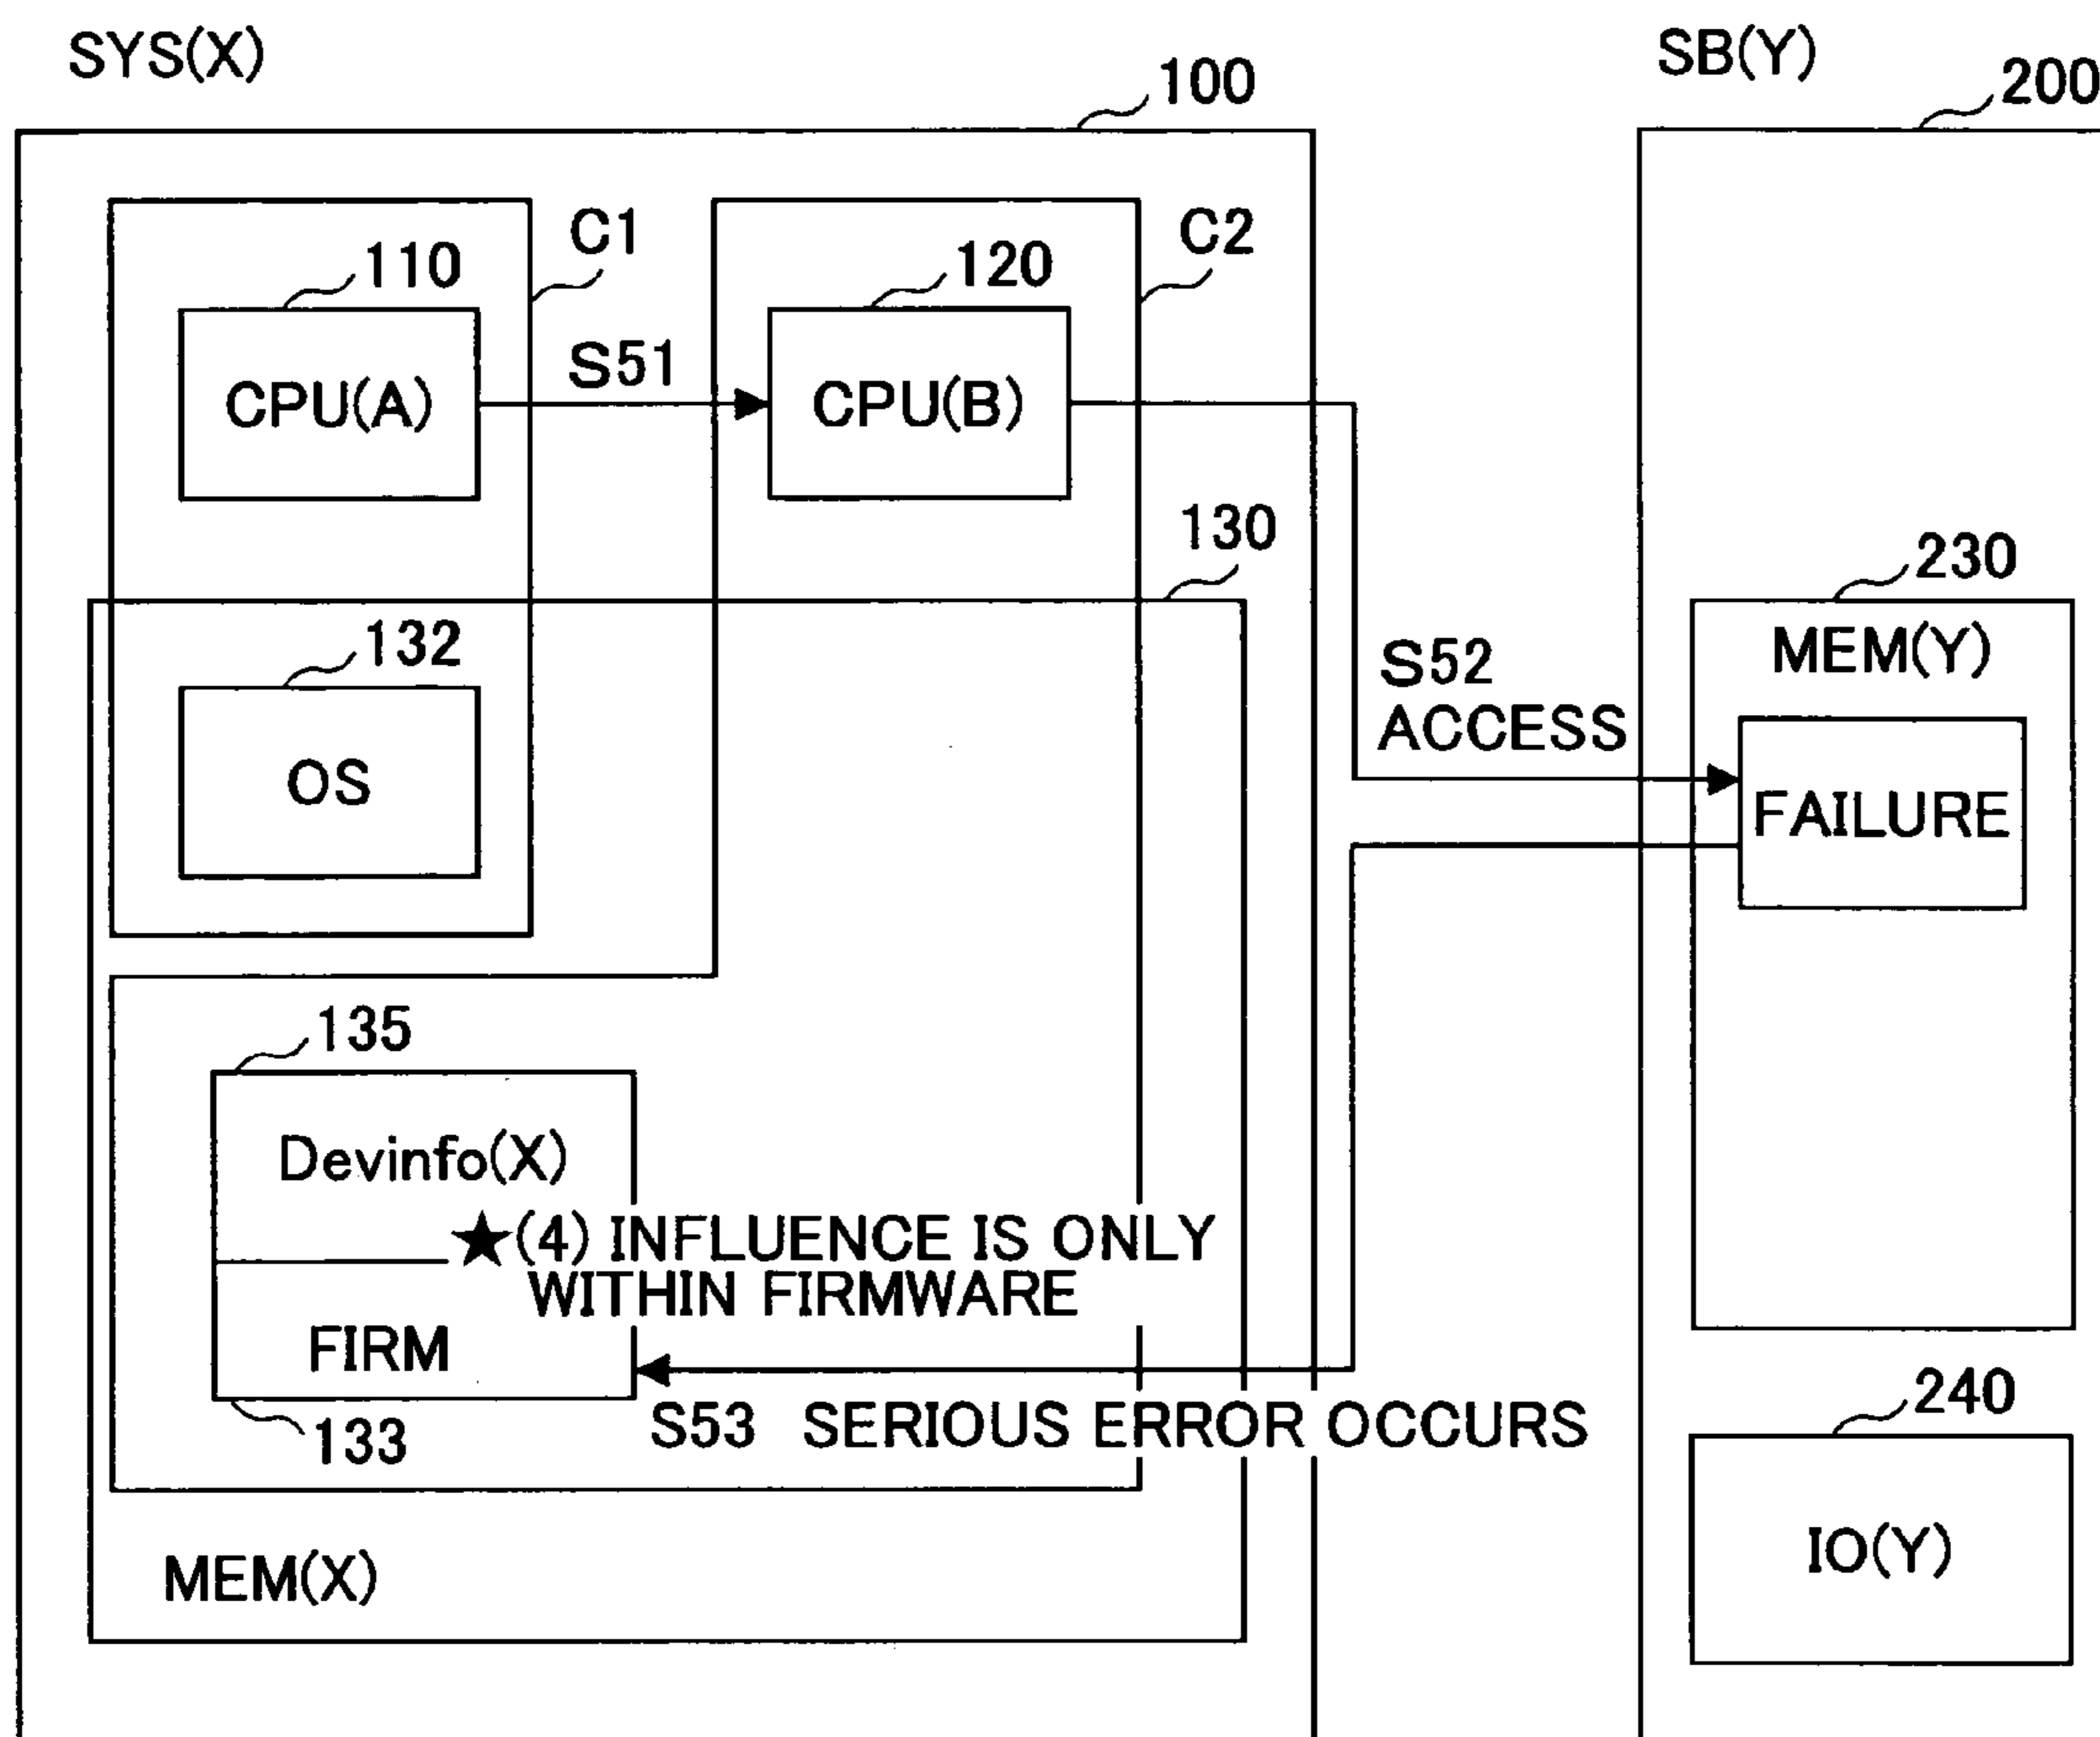 SYS(X)
SB(Y)
100
200
C1
C2
110
120
S51
CPU(A)
CPU(B)
130
230
132
MEM(Y)
S52
ACCESS
OS
FAILURE
135
Devinfo(X)
★(4) INFLUENCE IS ONLY
WITHIN FIRMWARE
FIRM
133
S53 SERIOUS ERROR OCCURS
240
IO(Y)
MEM(X)